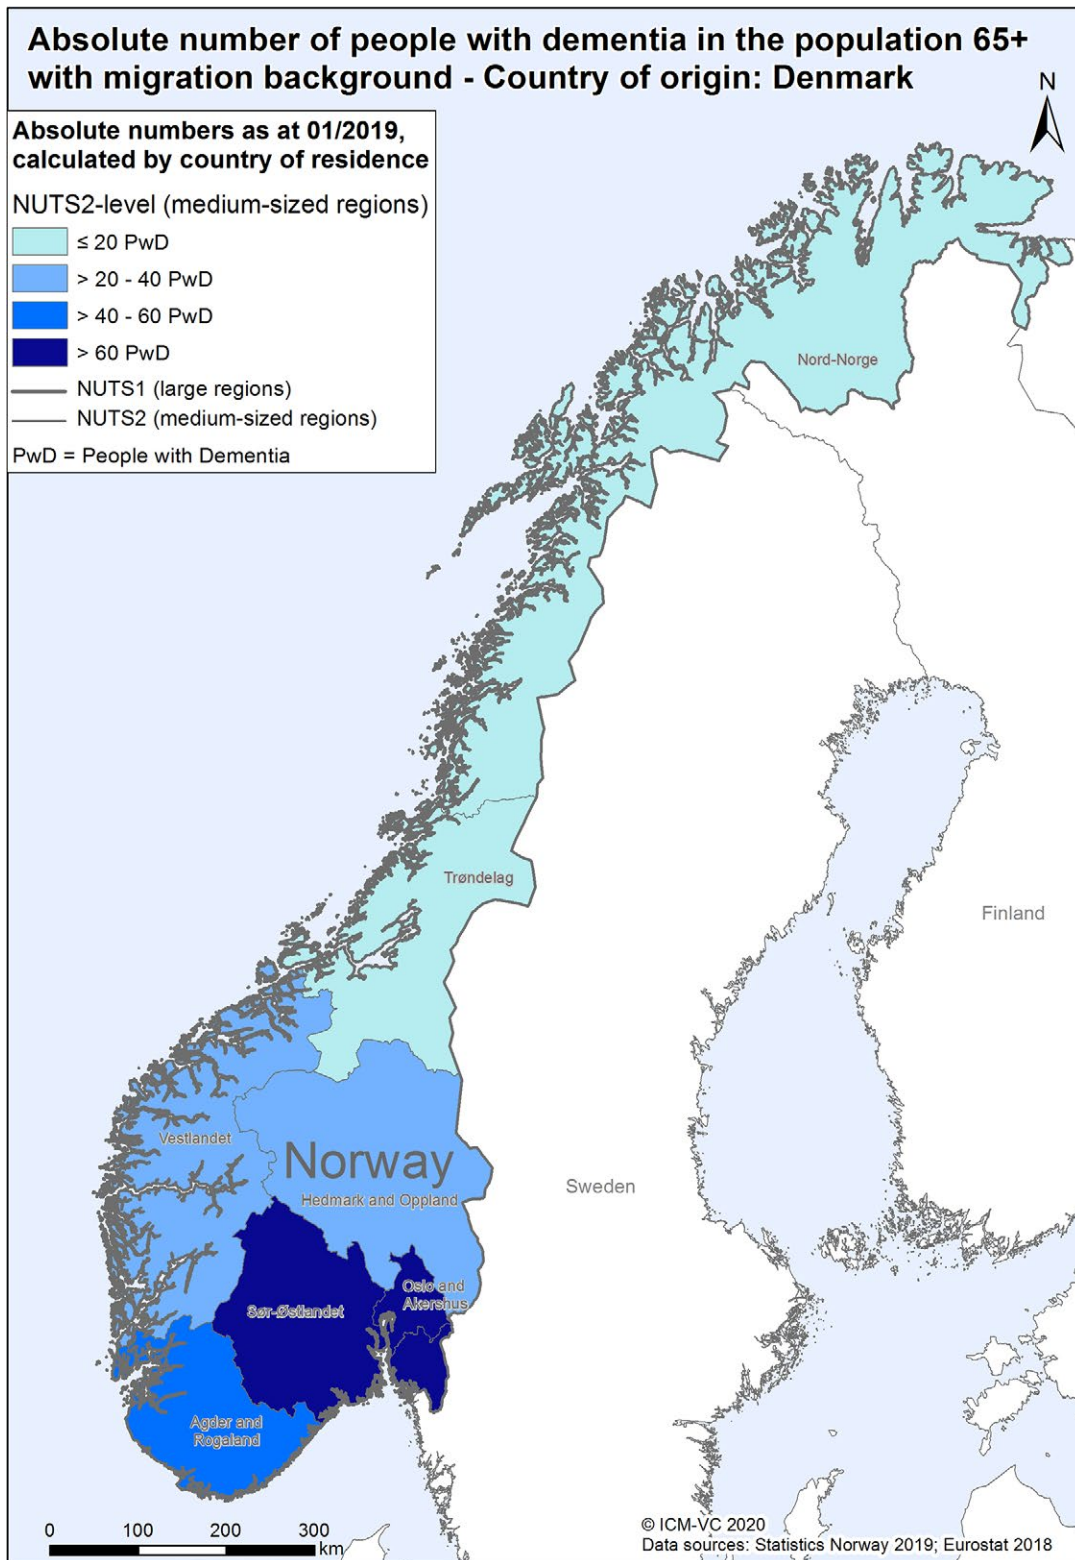 Absolute number of people with dementia in the population 65+
with migration background - Country of origin: Denmark
N
Absolute numbers as at 01/2019,
calculated by country of residence
NUTS2-level (medium-sized regions)
≤ 20 PwD
> 20 - 40 PwD
> 40 - 60 PwD
> 60 PwD
NUTS1 (large regions)
NUTS2 (medium-sized regions)
PwD = People with Dementia
Nord-Norge
Trøndelag
Finland
Vestlandet
Norway
Hedmark and Oppland
Sweden
Oslo and
Akershus
Sør-Østlandet
Agder and
Rogaland
0 100 200 300
km
© ICM-VC 2020
Data sources: Statistics Norway 2019; Eurostat 2018